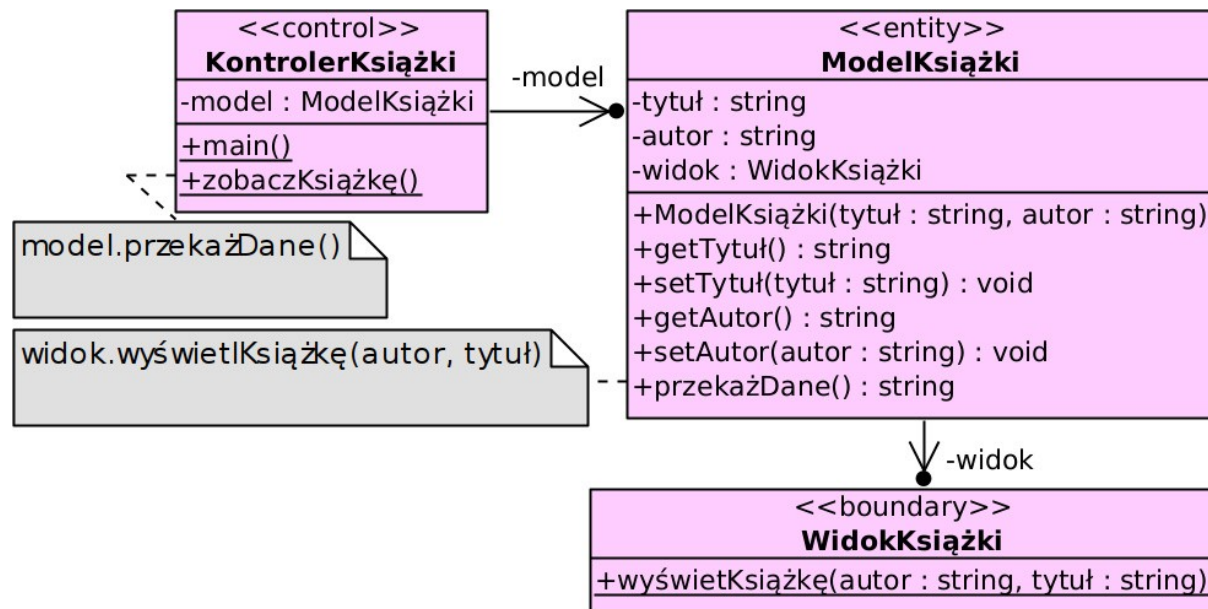 <<control>>
KontrolerKsiążki
-model : ModelKsiążki
+main()
+zobaczKsiążkę()
-model
<<entity>>
ModelKsiążki
-tytuł : string
-autor : string
-widok : WidokKsiążki
+ModelKsiążki(tytuł : string, autor : string)
+getTytuł() : string
+setTytuł(tytuł : string) : void
+getAutor() : string
+setAutor(autor : string) : void
+przekażDane() : string
model.przekażDane()
widok.wyświetlKsiążkę(autor, tytuł)
-widok
<<boundary>>
WidokKsiążki
+wyświetKsiążkę(autor : string, tytuł : string)